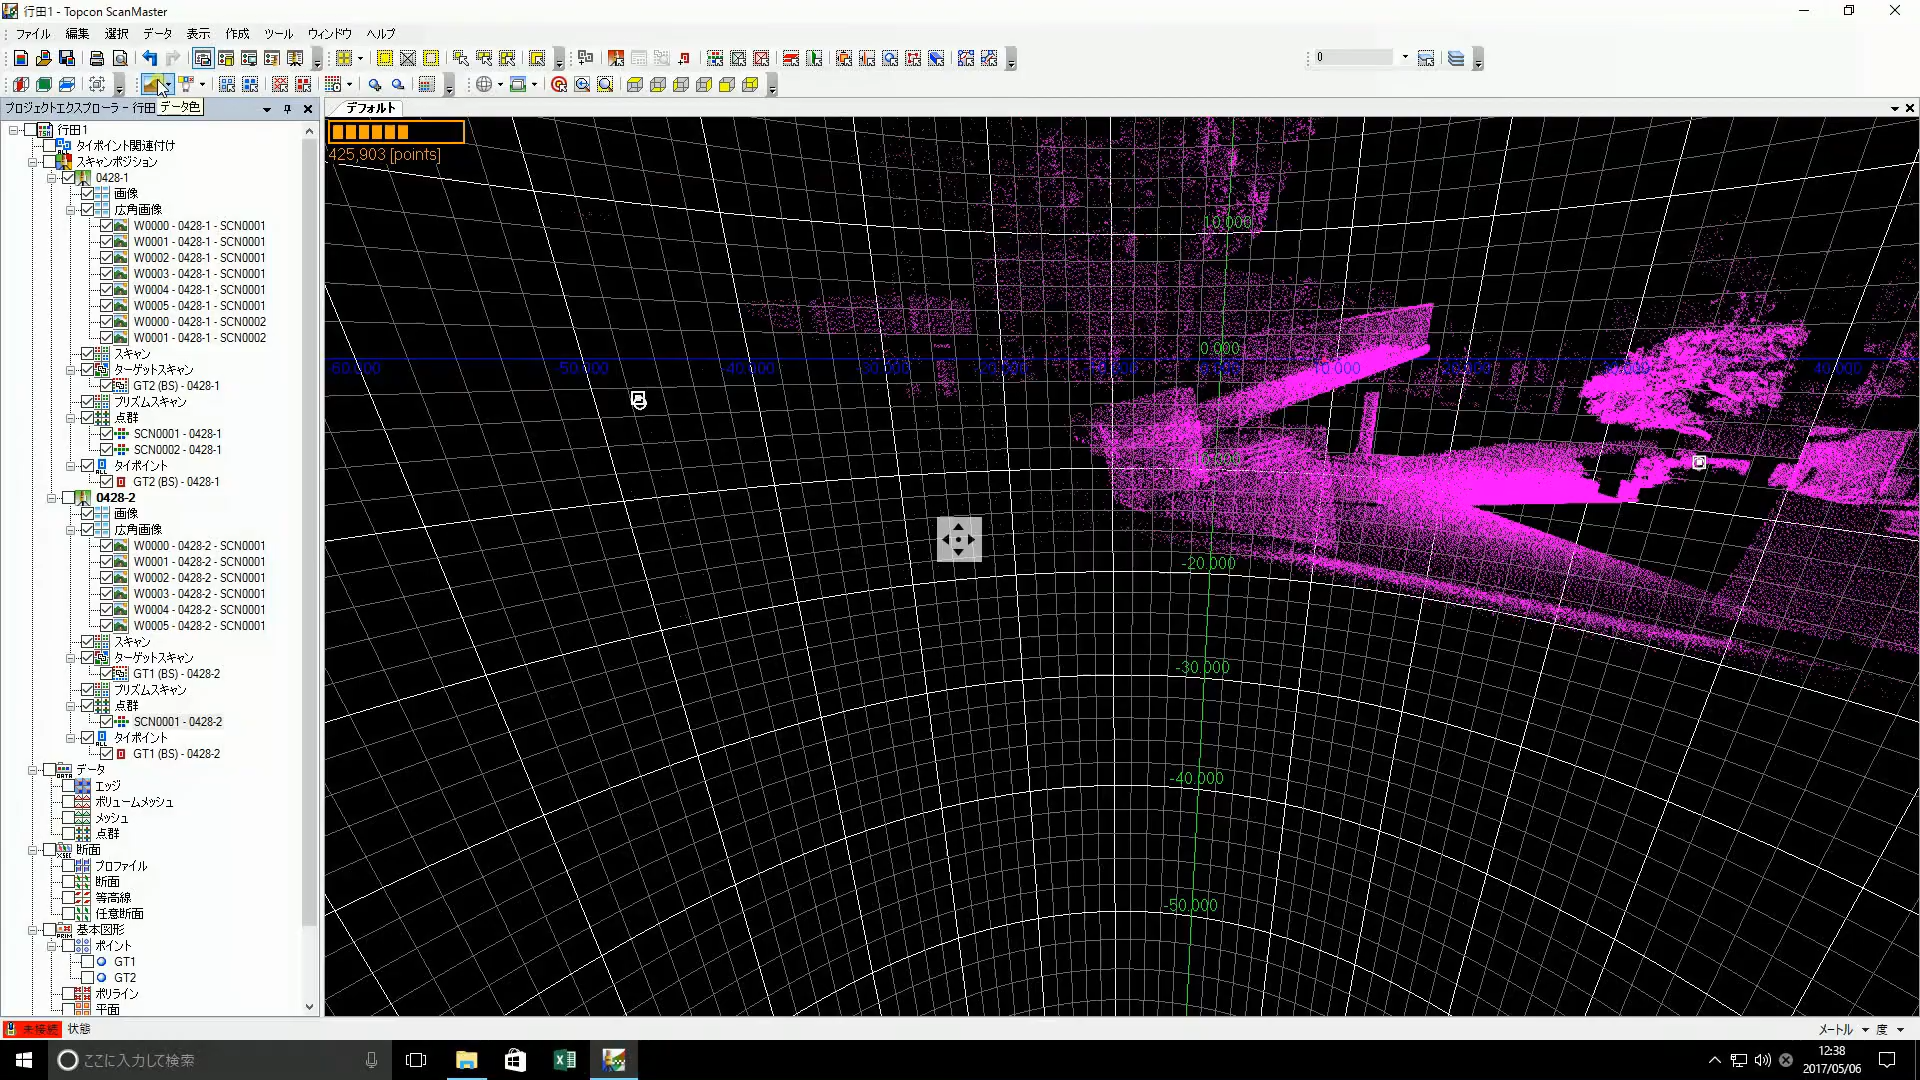 行田1 - Topcon ScanMaster
ファイル 編集 選択 データ 表示 作成 ツール ウィンドウ ヘルプ
0
プロジェクトエクスプローラ - 行田
データ色
デフォルト
行田1
タイポイント関連付け
スキャンポジション
0428-1
画像
広角画像
W0000 - 0428-1 - SCN0001
W0001 - 0428-1 - SCN0001
W0002 - 0428-1 - SCN0001
W0003 - 0428-1 - SCN0001
W0004 - 0428-1 - SCN0001
W0005 - 0428-1 - SCN0001
W0000 - 0428-1 - SCN0002
W0001 - 0428-1 - SCN0002
スキャン
ターゲットスキャン
GT2 (BS) - 0428-1
プリズムスキャン
点群
SCN0001 - 0428-1
SCN0002 - 0428-1
タイポイント
GT2 (BS) - 0428-1
0428-2
画像
広角画像
W0000 - 0428-2 - SCN0001
W0001 - 0428-2 - SCN0001
W0002 - 0428-2 - SCN0001
W0003 - 0428-2 - SCN0001
W0004 - 0428-2 - SCN0001
W0005 - 0428-2 - SCN0001
スキャン
ターゲットスキャン
GT1 (BS) - 0428-2
プリズムスキャン
点群
SCN0001 - 0428-2
タイポイント
GT1 (BS) - 0428-2
データ
エッジ
ボリュームメッシュ
メッシュ
点群
断面
プロファイル
断面
等高線
任意断面
基本図形
ポイント
GT1
GT2
ポリライン
平面
425,903 [points]
10.000
0.000
-60.000 -50.000 -40.000 -30.000 -20.000 10.000 40.000
-10.000
-20.000
-30.000
-40.000
-50.000
未接続 状態
メートル 度
ここに入力して検索
12:38
2017/05/06